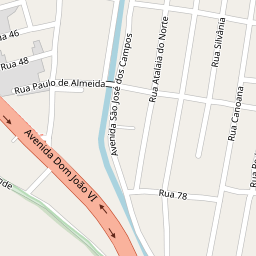 Rua 46
Rua 48
Rua Paulo de Almeida
Avenida São José dos Campos
Rua Atalaia do Norte
Rua Silvânia
Rua Canoana
Avenida Dom João VI
Rua 78